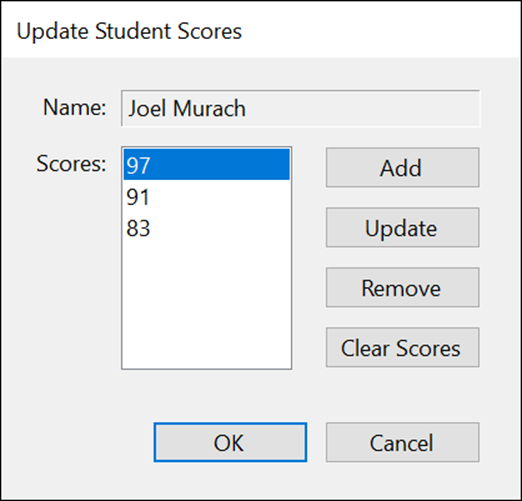 Update Student Scores
Name: Joel Murach
Scores: 97
91
83
Add
Update
Remove
Clear Scores
OK
Cancel